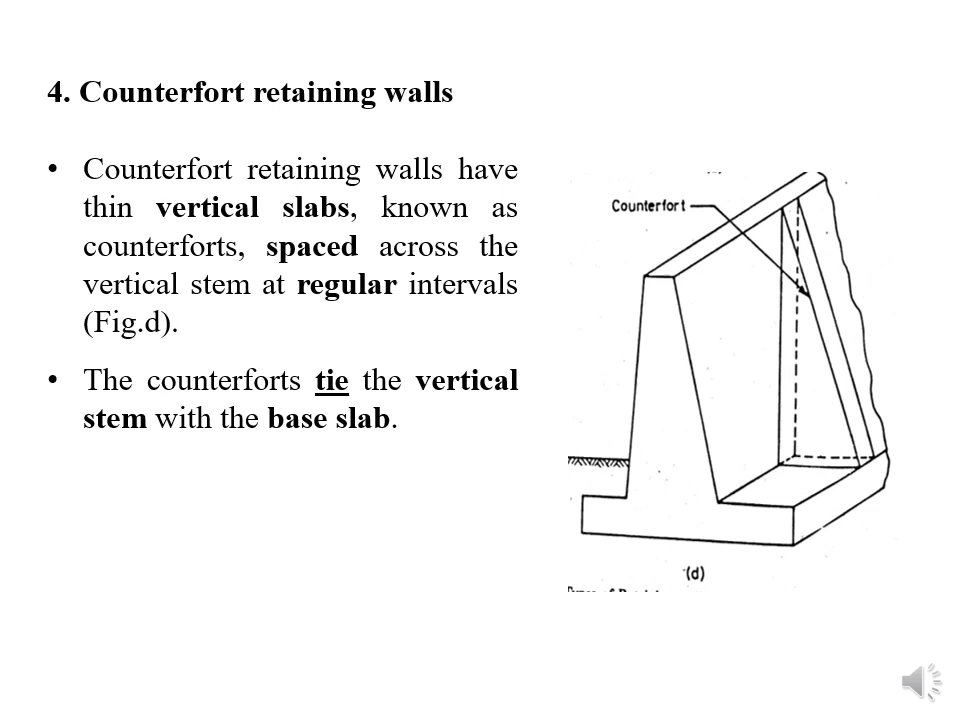 4. Counterfort retaining walls
• Counterfort retaining walls have
thin vertical slabs, known as
counterforts, spaced across the
vertical stem at regular intervals
(Fig.d).
• The counterforts tie the vertical
stem with the base slab.
Counterfort
(d)